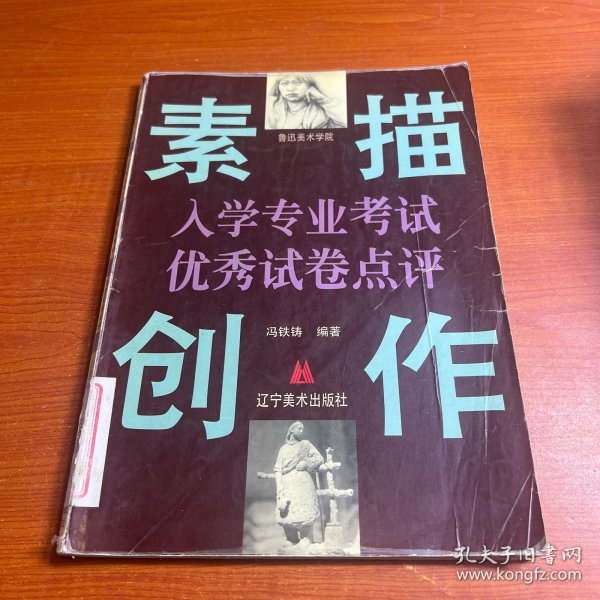 素描
鲁迅美术学院
入学专业考试
优秀试卷点评
冯铁铸 编著
创作
辽宁美术出版社
孔夫子旧书网
www.kongfz.com